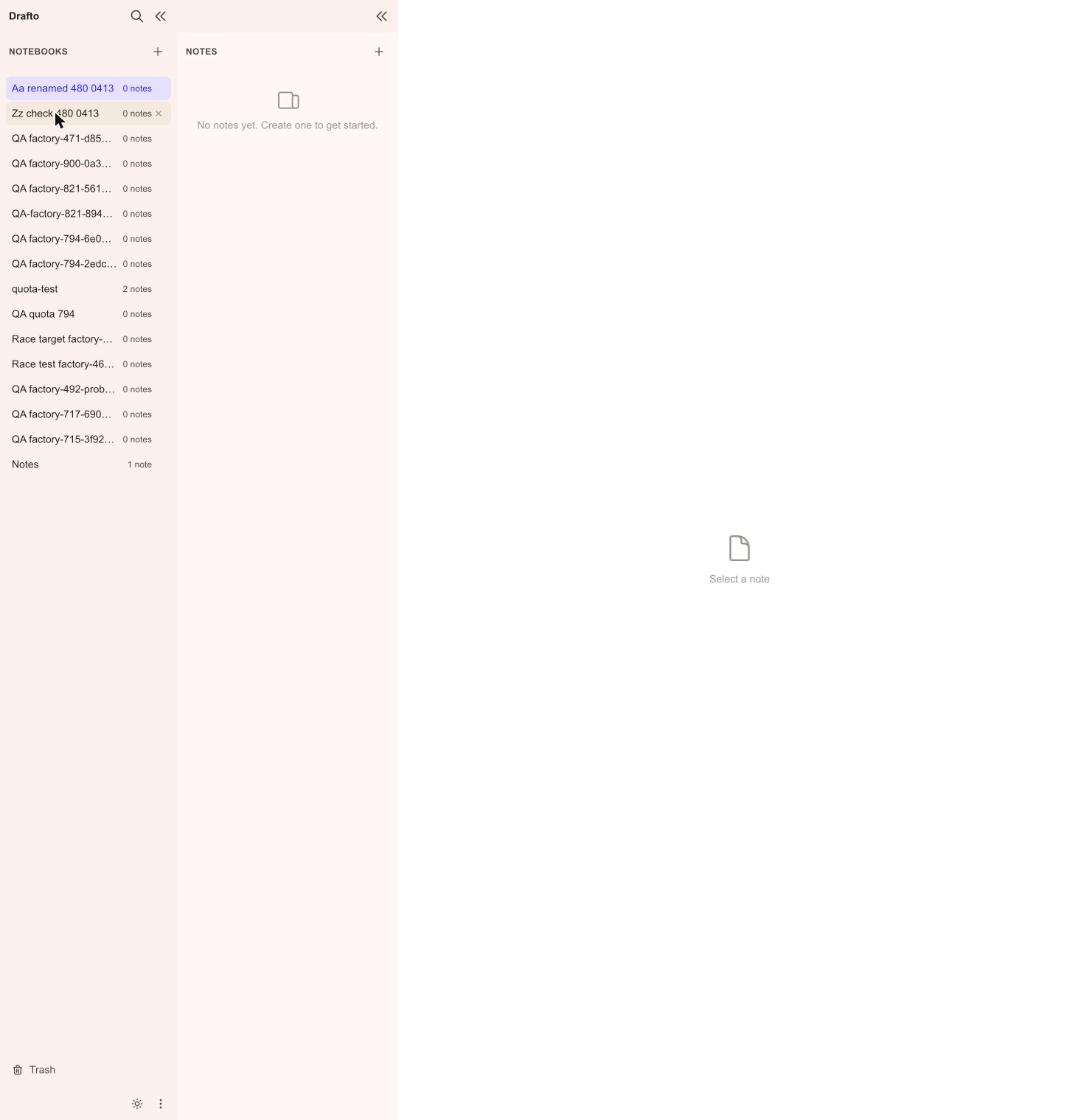 Drafto
NOTEBOOKS
NOTES
Aa renamed 480 0413 0 notes
Zz check 480 0413 0 notes
QA factory-471-d85... 0 notes
QA factory-900-0a3... 0 notes
QA factory-821-561... 0 notes
QA-factory-821-894... 0 notes
QA factory-794-6e0... 0 notes
QA factory-794-2edc... 0 notes
quota-test 2 notes
QA quota 794 0 notes
Race target factory-... 0 notes
Race test factory-46... 0 notes
QA factory-492-prob... 0 notes
QA factory-717-690... 0 notes
QA factory-715-3f92... 0 notes
Notes 1 note
No notes yet. Create one to get started.
Select a note
Trash